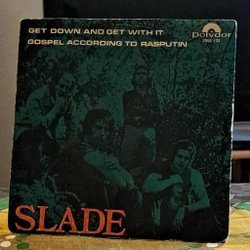 GET DOWN AND GET WITH IT
GOSPEL ACCORDING TO RASPUTIN
Polydor
SLADE